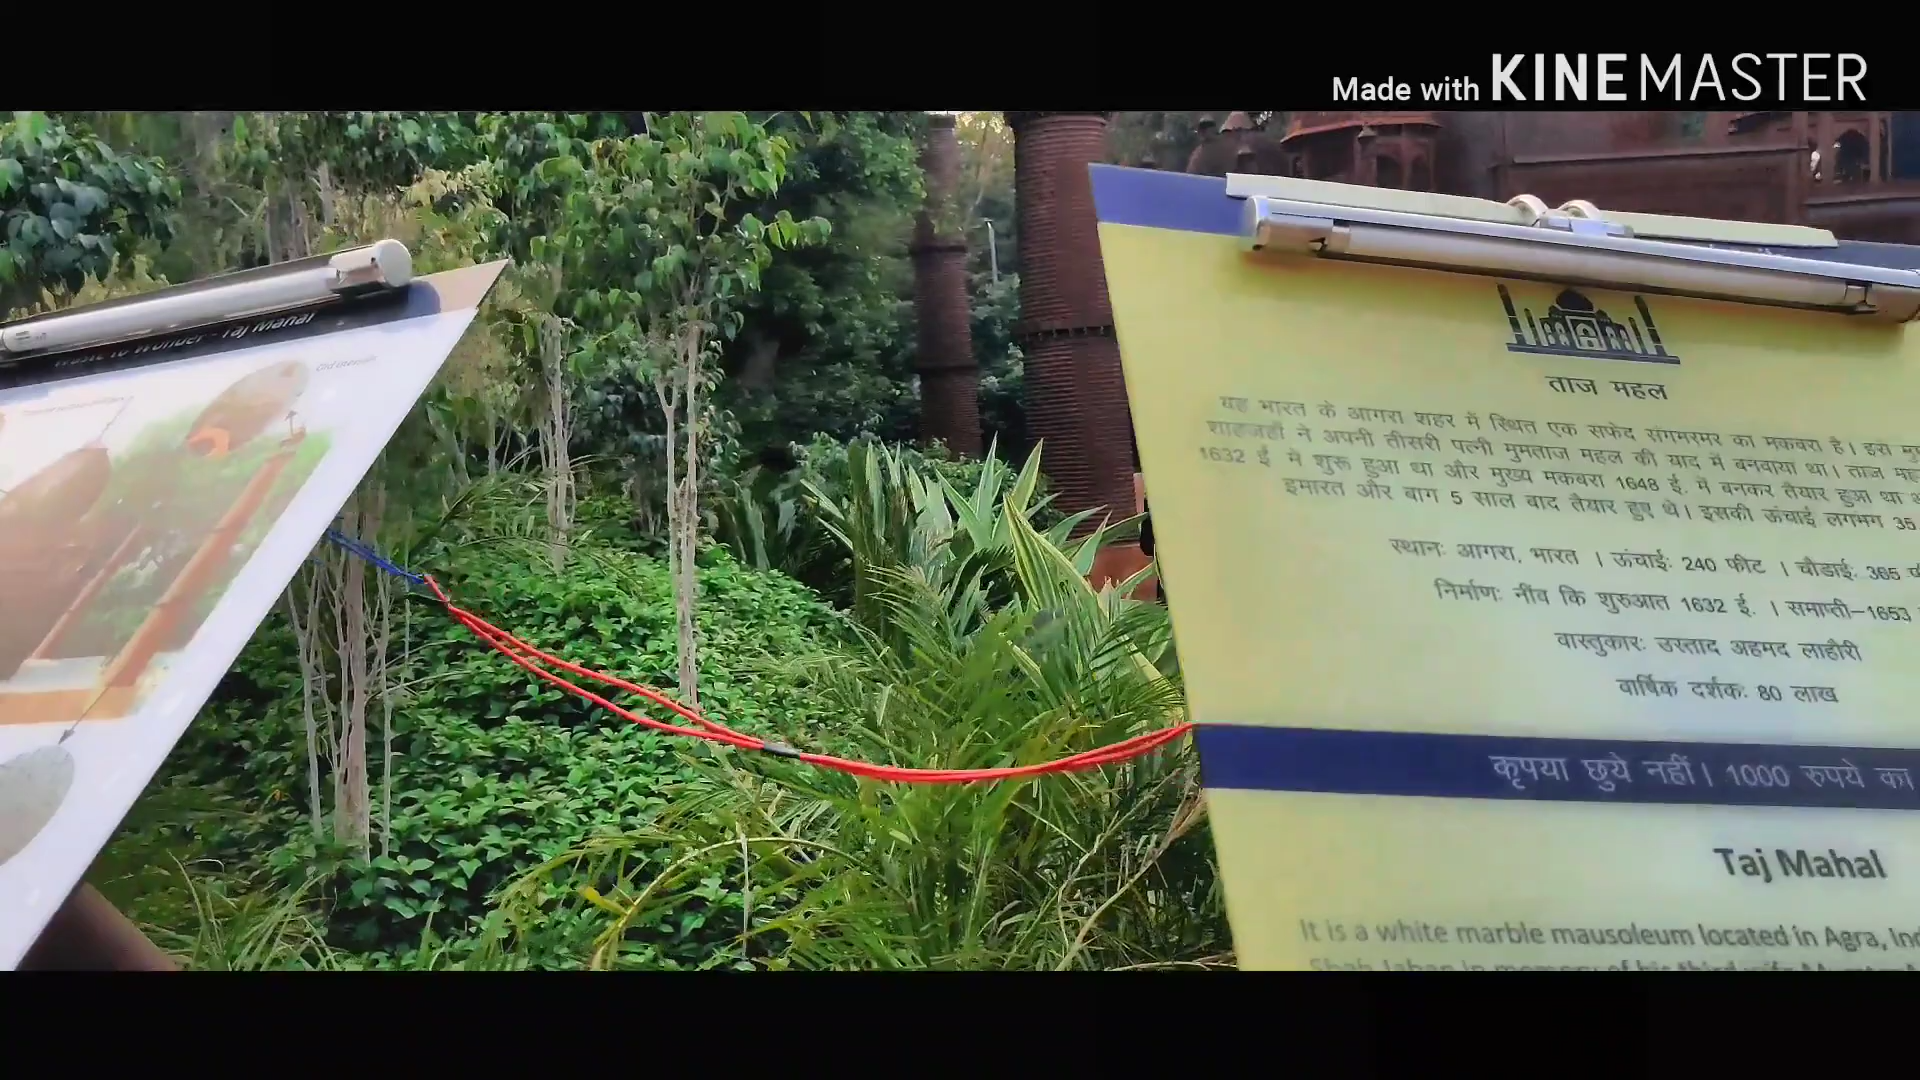 Made with KINEMASTER
Waste to Wonder - Taj Mahal
ताज महल
यह भारत के आगरा शहर में स्थित एक सफेद संगमरमर का मकबरा है। इसे
शाहजहाँ ने अपनी तीसरी पत्नी मुमताज महल की याद में बनवाया था। ताज
1632 ई. में शुरू हुआ था और मुख्य मकबरा 1648 ई. में बनकर तैयार हुआ था
इमारत और बाग 5 साल बाद तैयार हुए थे। इसकी ऊंचाई लगभग 35
स्थानः आगरा, भारत । ऊंचाईः 240 फीट । चौडाईः 365
निर्माणः नींव कि शुरुआत 1632 ई. । समाप्ती–1653
वास्तुकारः उस्ताद अहमद लाहौरी
वार्षिक दर्शकः 80 लाख
कृपया छुये नहीं। 1000 रुपये का
Taj Mahal
It is a white marble mausoleum located in Agra,